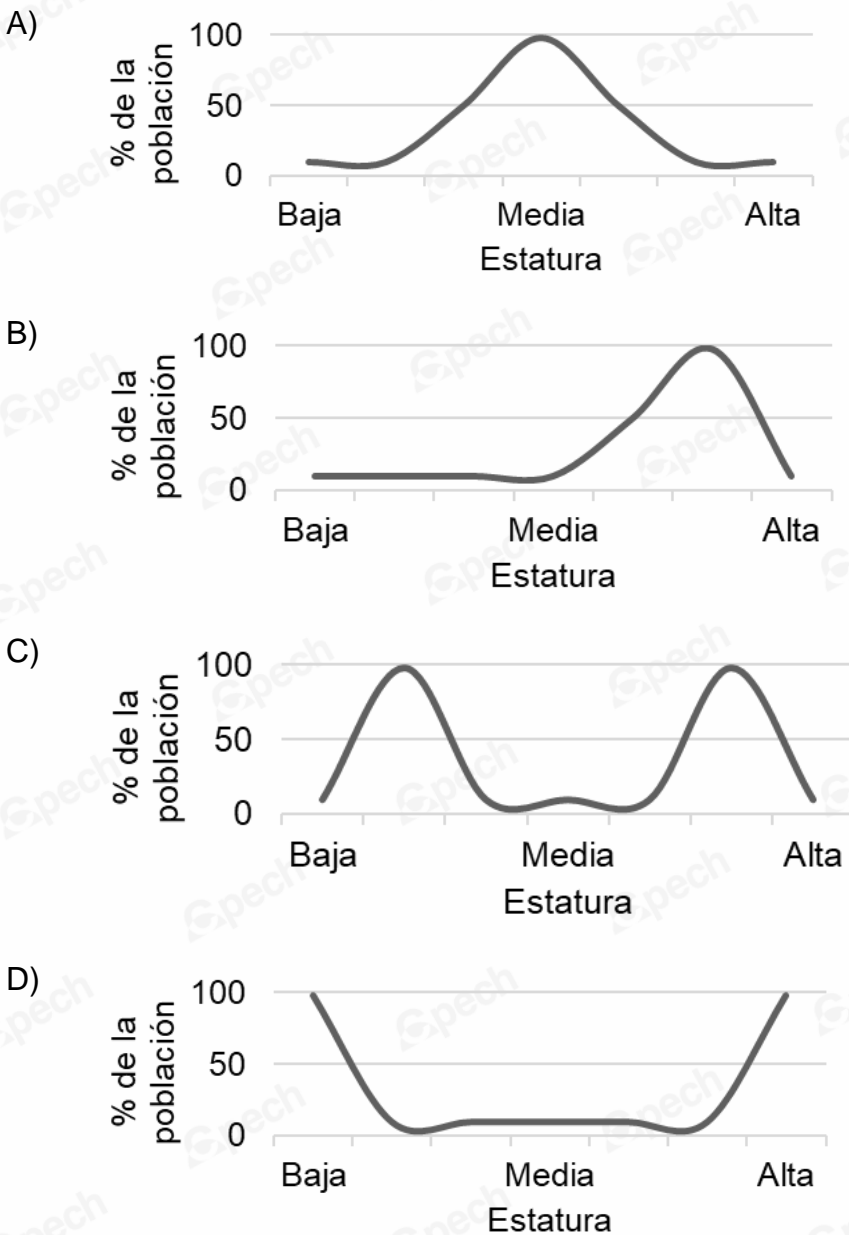 A)
% de la
población
100
50
0
Baja Media Alta
Estatura
B)
% de la
población
100
50
0
Baja Media Alta
Estatura
C)
% de la
población
100
50
0
Baja Media Alta
Estatura
D)
% de la
población
100
50
0
Baja Media Alta
Estatura